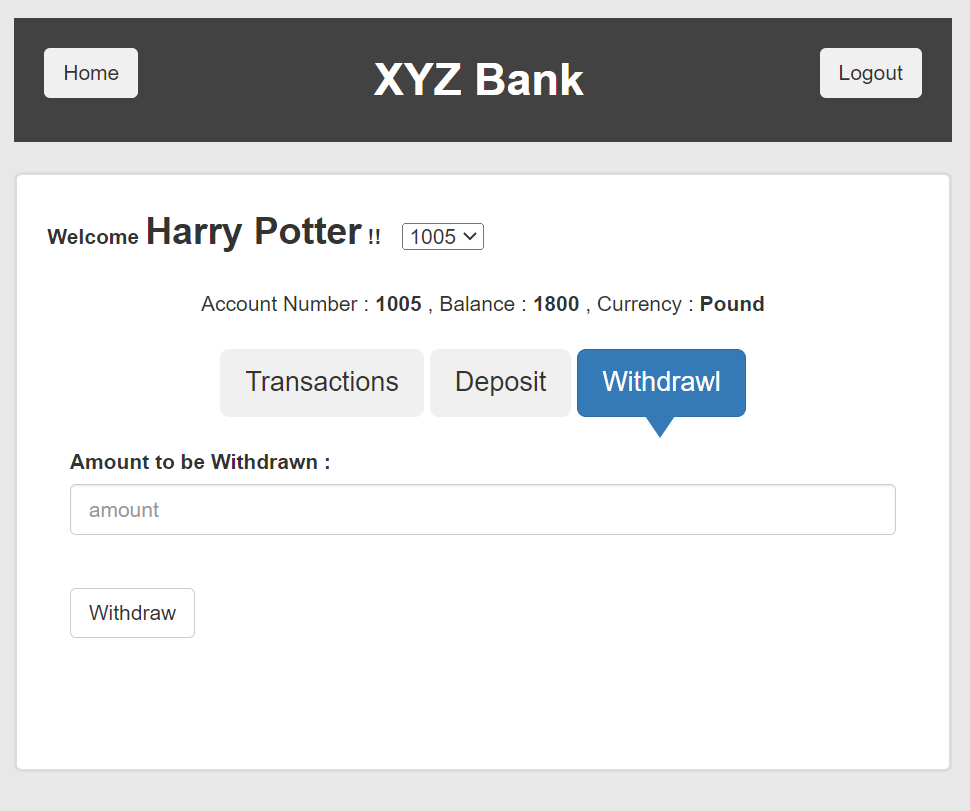 Home XYZ Bank Logout
Welcome Harry Potter !! 1005
Account Number : 1005 , Balance : 1800 , Currency : Pound
Transactions Deposit Withdrawl
Amount to be Withdrawn :
amount
Withdraw